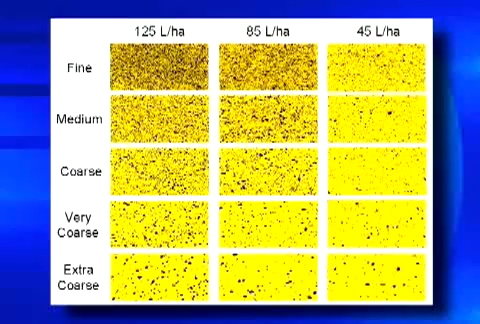 125 L/ha 85 L/ha 45 L/ha
Fine
Medium
Coarse
Very
Coarse
Extra
Coarse